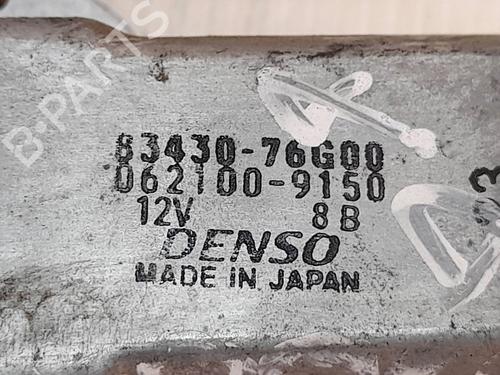 83430-76G00
062100-9150
12V 8B
DENSO
MADE IN JAPAN
B-PARTS